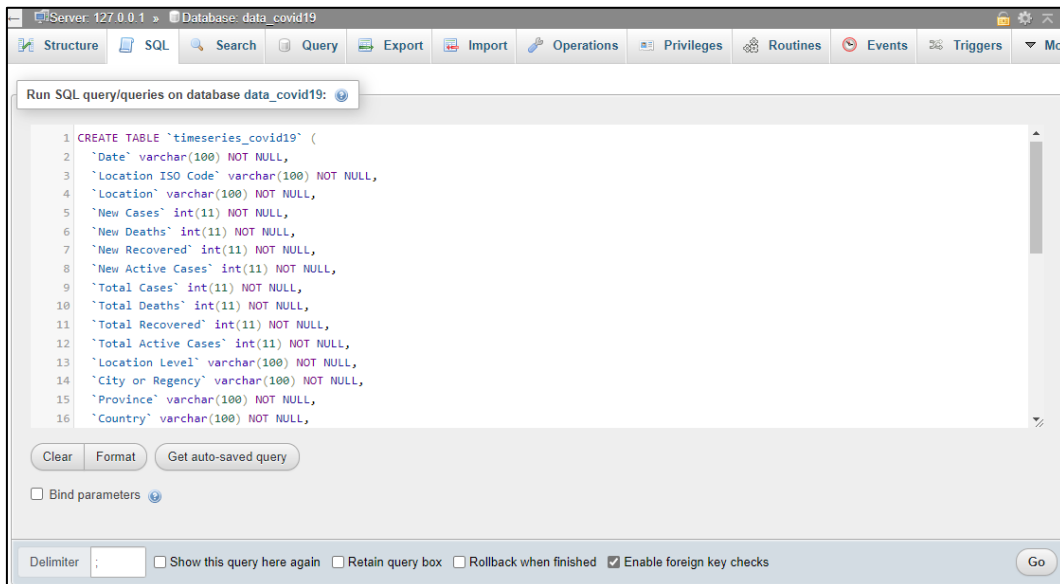 Server: 127.0.0.1 » Database: data_covid19
Structure SQL Search Query Export Import Operations Privileges Routines Events Triggers Mo
Run SQL query/queries on database data_covid19:
1 CREATE TABLE `timeseries_covid19` (
2 `Date` varchar(100) NOT NULL,
3 `Location ISO Code` varchar(100) NOT NULL,
4 `Location` varchar(100) NOT NULL,
5 `New Cases` int(11) NOT NULL,
6 `New Deaths` int(11) NOT NULL,
7 `New Recovered` int(11) NOT NULL,
8 `New Active Cases` int(11) NOT NULL,
9 `Total Cases` int(11) NOT NULL,
10 `Total Deaths` int(11) NOT NULL,
11 `Total Recovered` int(11) NOT NULL,
12 `Total Active Cases` int(11) NOT NULL,
13 `Location Level` varchar(100) NOT NULL,
14 `City or Regency` varchar(100) NOT NULL,
15 `Province` varchar(100) NOT NULL,
16 `Country` varchar(100) NOT NULL,
Clear Format Get auto-saved query
Bind parameters
Delimiter ; Show this query here again Retain query box Rollback when finished Enable foreign key checks Go